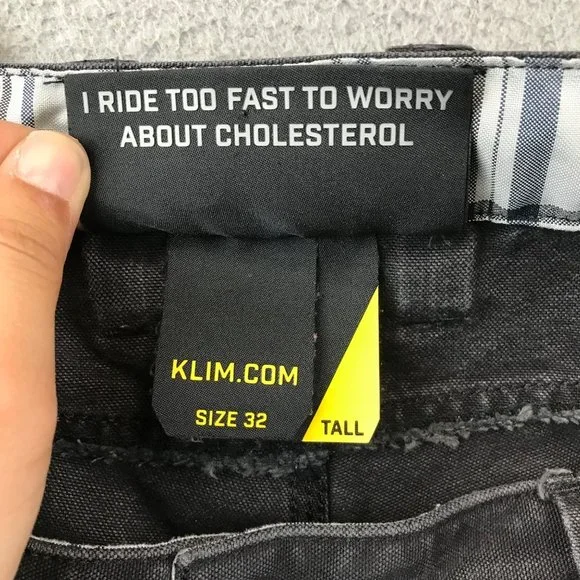 I RIDE TOO FAST TO WORRY
ABOUT CHOLESTEROL
KLIM.COM
SIZE 32
TALL